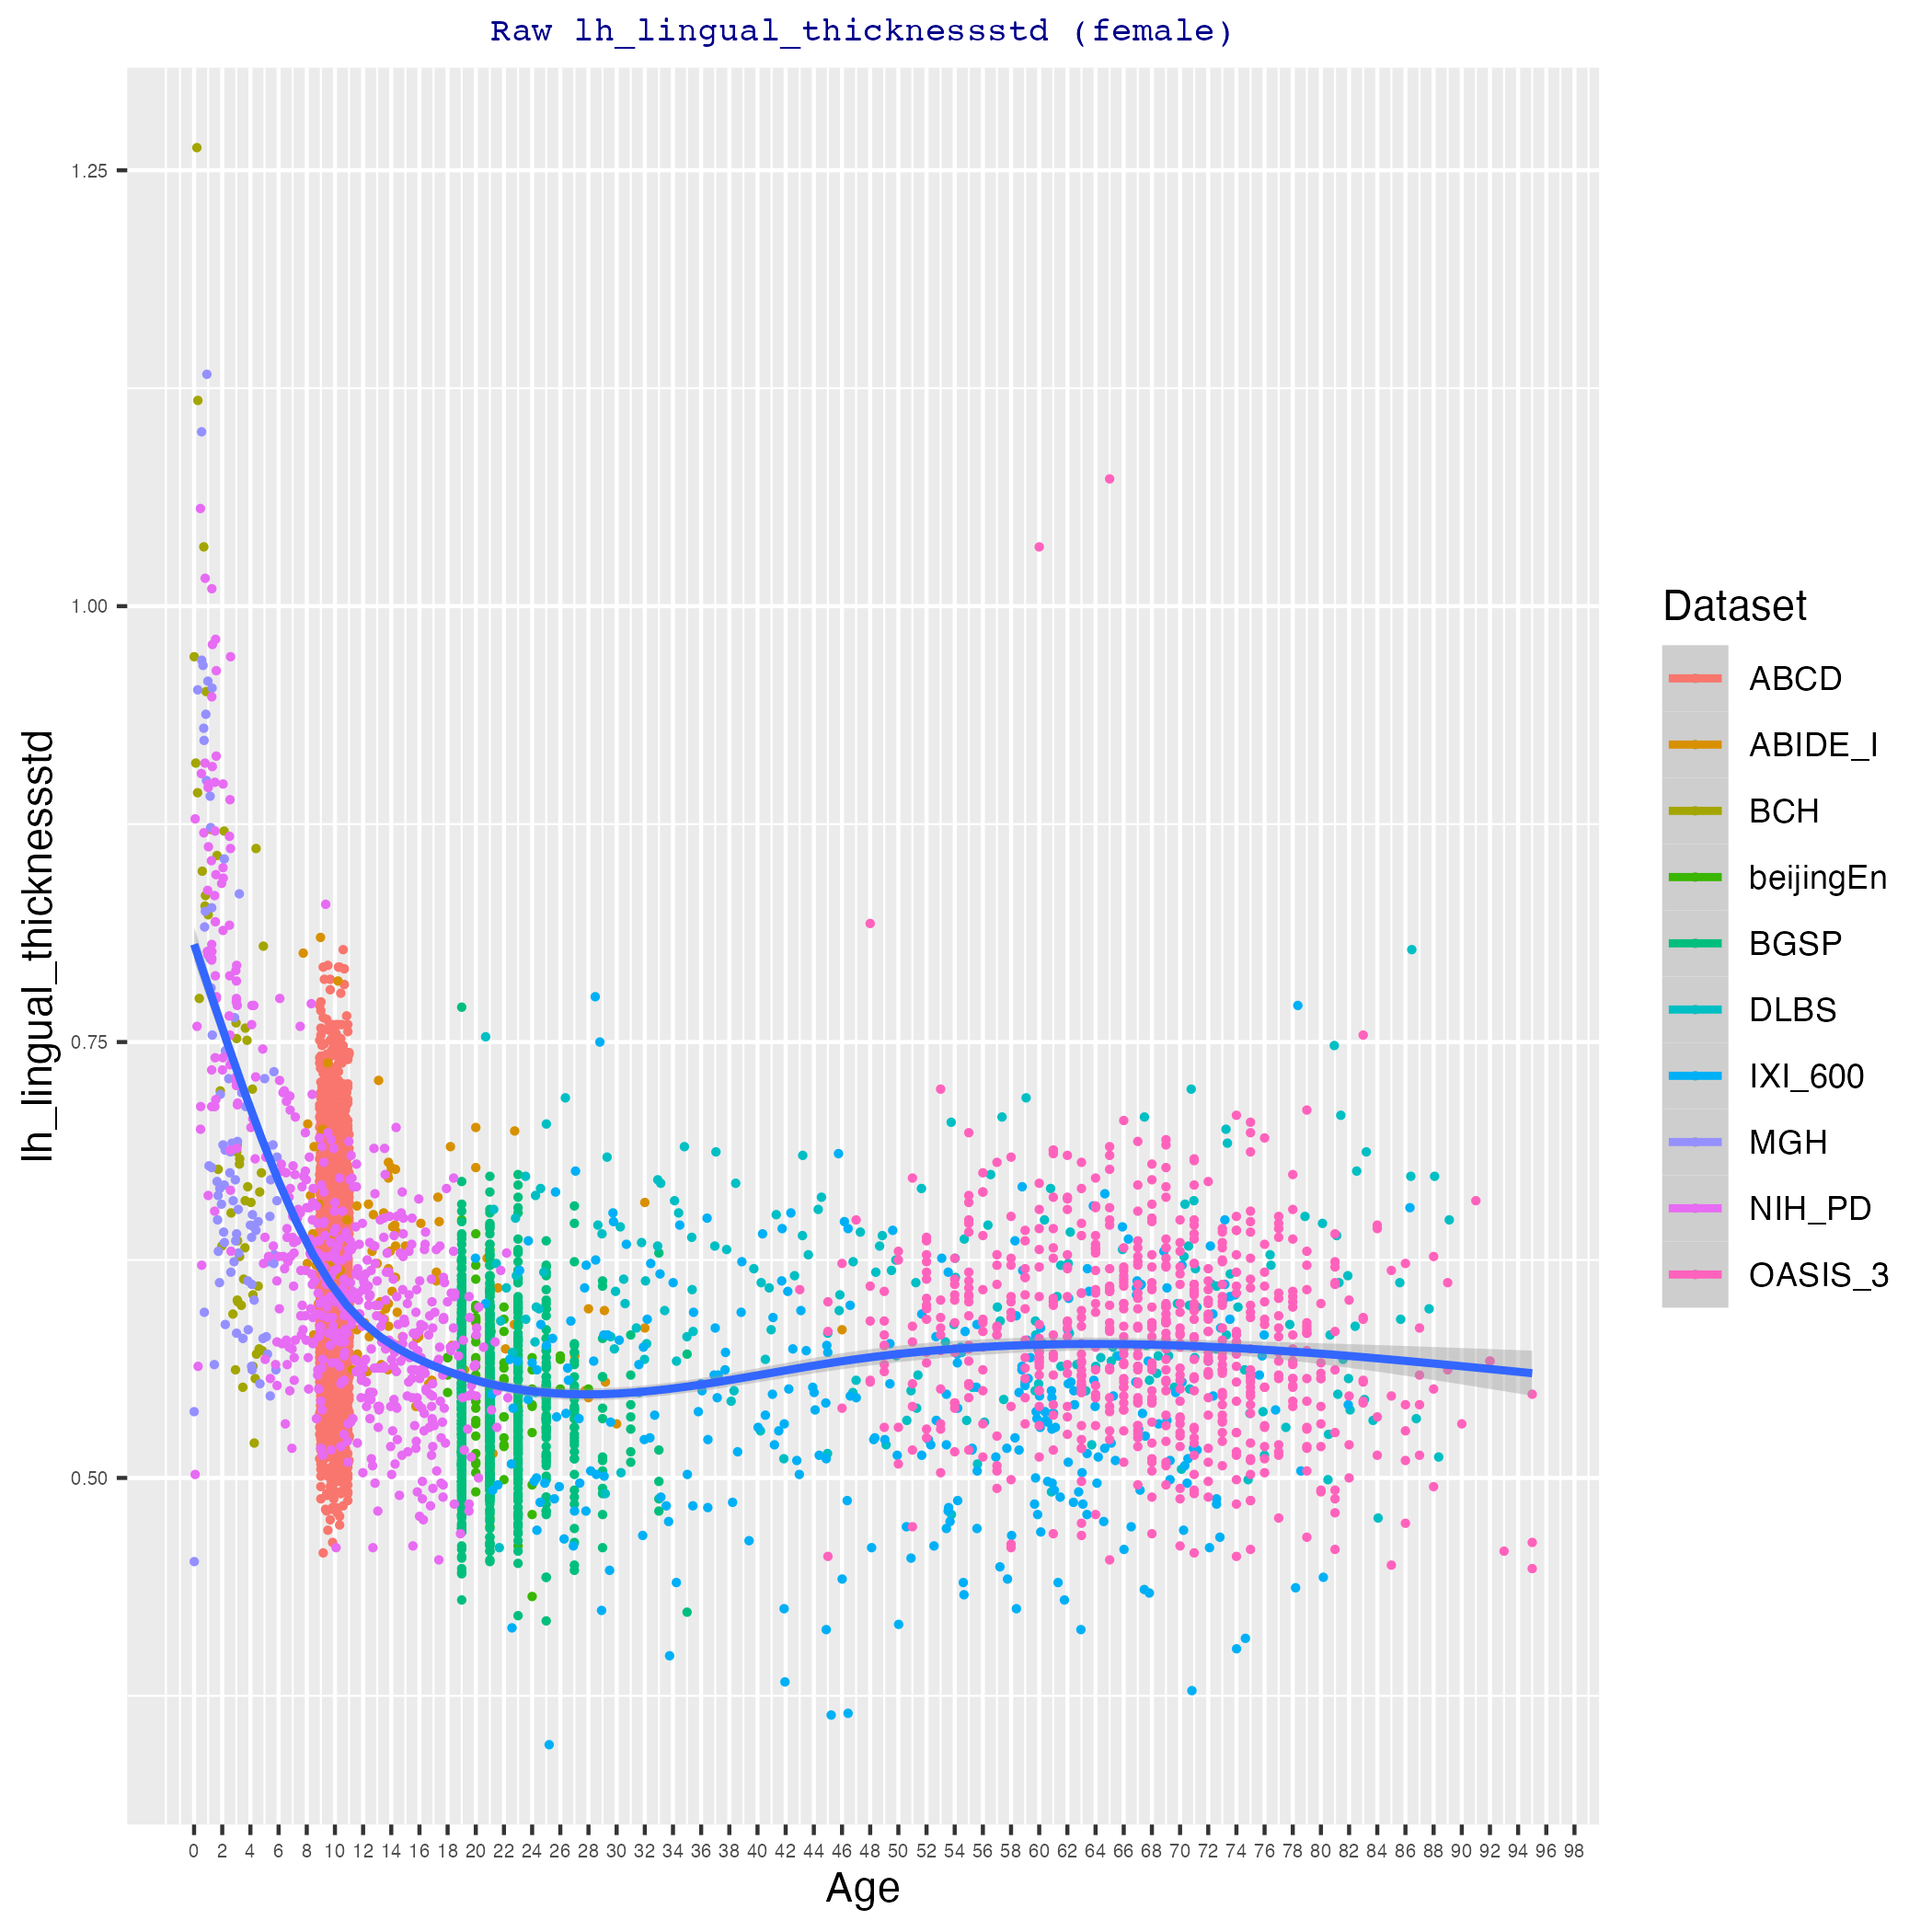 Raw lh_lingual_thicknessstd (female)
1.25
1.00
0.75
0.50
lh_lingual_thicknessstd
0 2 4 6 8 10 12 14 16 18 20 22 24 26 28 30 32 34 36 38 40 42 44 46 48 50 52 54 56 58 60 62 64 66 68 70 72 74 76 78 80 82 84 86 88 90 92 94 96 98
Age
Dataset
ABCD
ABIDE_I
BCH
beijingEn
BGSP
DLBS
IXI_600
MGH
NIH_PD
OASIS_3